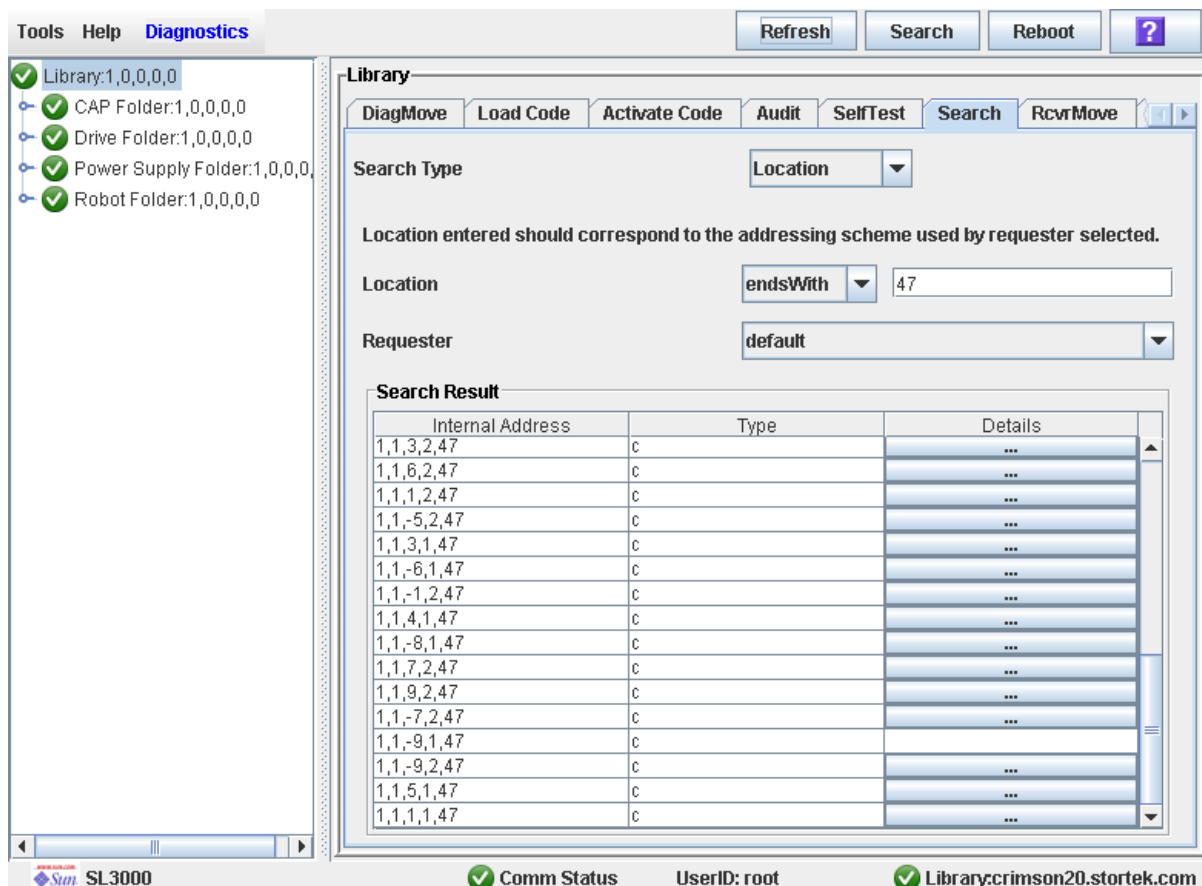 Tools Help Diagnostics Refresh Search Reboot ?
Library:1,0,0,0,0
CAP Folder:1,0,0,0,0
Drive Folder:1,0,0,0,0
Power Supply Folder:1,0,0,0,
Robot Folder:1,0,0,0,0
Library
DiagMove Load Code Activate Code Audit SelfTest Search RcvrMove
Search Type Location
Location entered should correspond to the addressing scheme used by requester selected.
Location endsWith 47
Requester default
Search Result
Internal Address Type Details
1,1,3,2,47 c ...
1,1,6,2,47 c ...
1,1,1,2,47 c ...
1,1,-5,2,47 c ...
1,1,3,1,47 c ...
1,1,-6,1,47 c ...
1,1,-1,2,47 c ...
1,1,4,1,47 c ...
1,1,-8,1,47 c ...
1,1,7,2,47 c ...
1,1,9,2,47 c ...
1,1,-7,2,47 c ...
1,1,-9,1,47 c
1,1,-9,2,47 c ...
1,1,5,1,47 c ...
1,1,1,1,47 c ...
www.sun.com
Sun SL3000 Comm Status UserID: root Library:crimson20.stortek.com